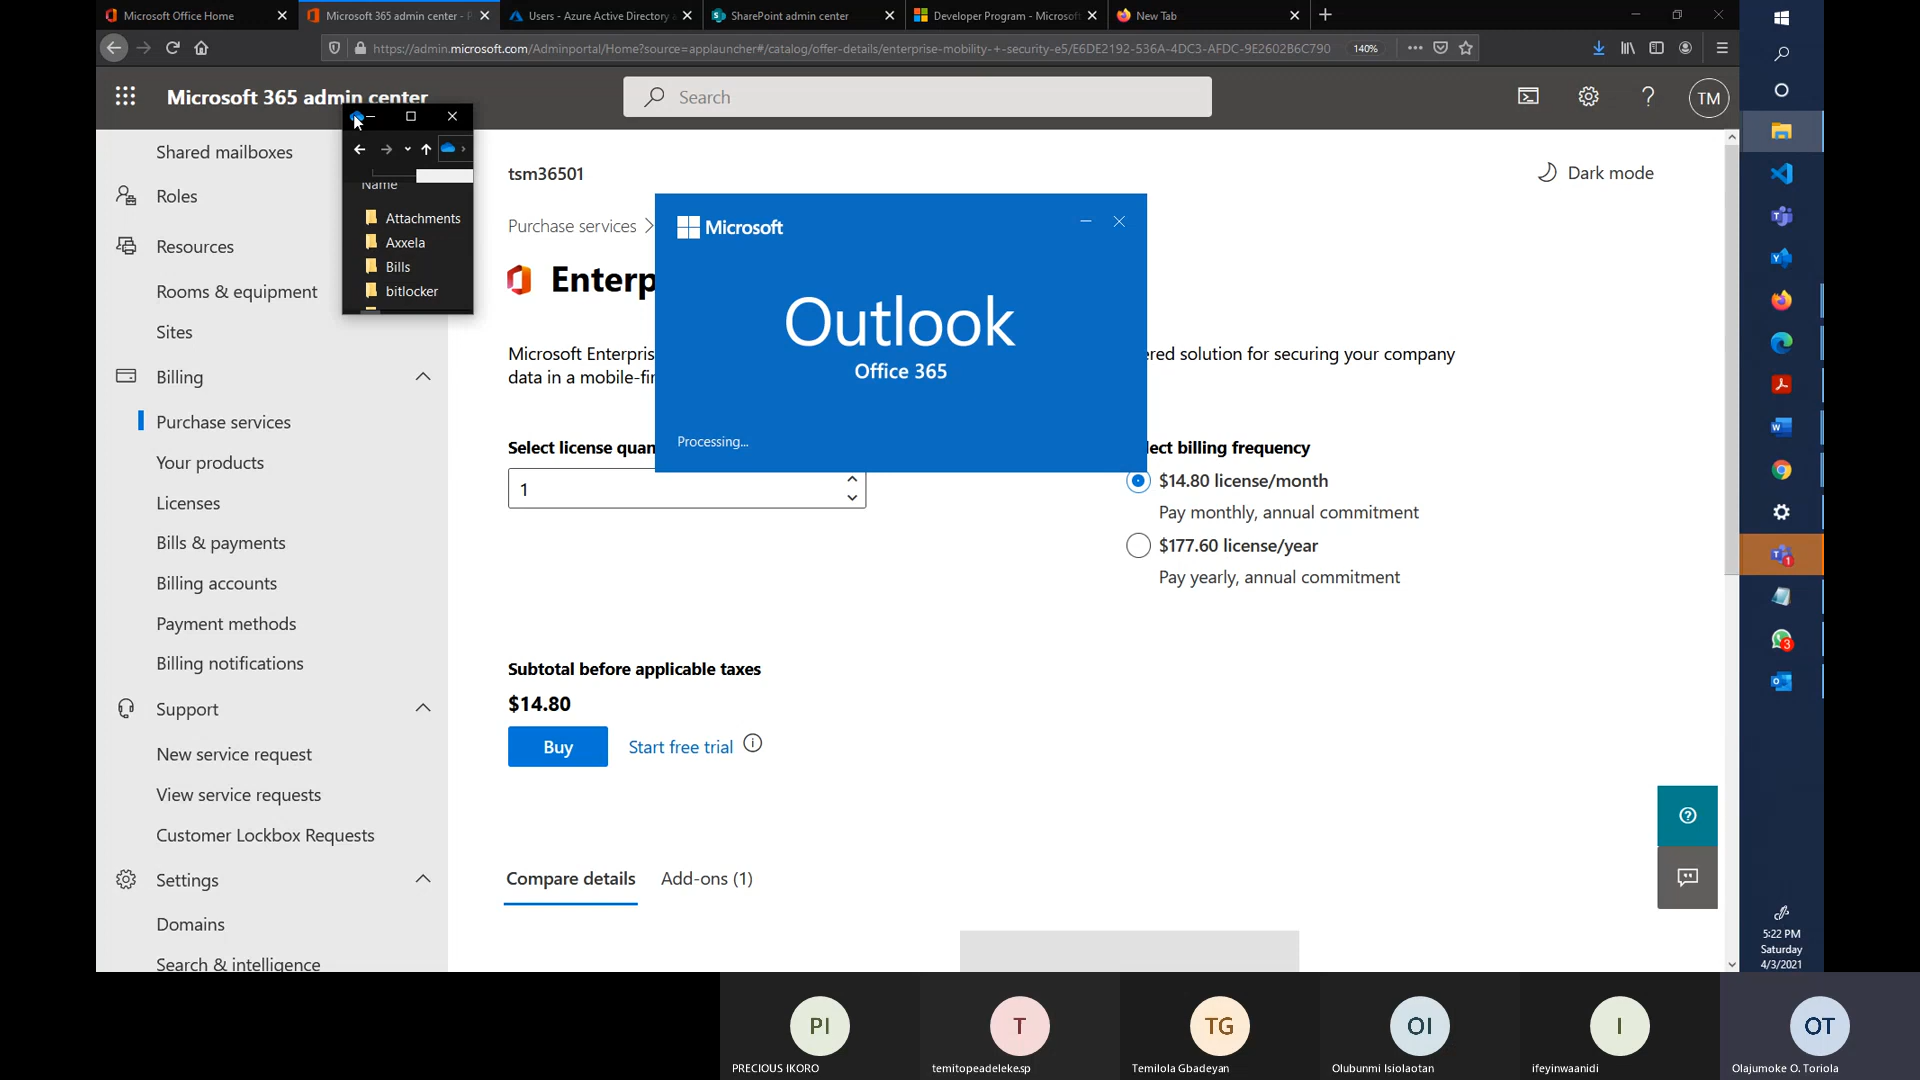 Microsoft Office Home
Microsoft 365 admin center - P
Users - Azure Active Directory a
SharePoint admin center
Developer Program - Microsoft
New Tab
https://admin.microsoft.com/Adminportal/Home?source=applauncher#/catalog/offer-details/enterprise-mobility-+-security-e5/E6DE2192-536A-4DC3-AFDC-9E2602B6C790
140%
Microsoft 365 admin center
Search
TM
Shared mailboxes
Roles
Resources
Rooms & equipment
Sites
Billing
Purchase services
Your products
Licenses
Bills & payments
Billing accounts
Payment methods
Billing notifications
Support
New service request
View service requests
Customer Lockbox Requests
Settings
Domains
Search & intelligence
Name
Attachments
Axxela
Bills
bitlocker
tsm36501
Dark mode
Purchase services
Enterp
Microsoft Enterpris
ered solution for securing your company
data in a mobile-fir
Microsoft
Outlook
Office 365
Processing...
Select license quan
1
lect billing frequency
$14.80 license/month
Pay monthly, annual commitment
$177.60 license/year
Pay yearly, annual commitment
Subtotal before applicable taxes
$14.80
Buy
Start free trial
Compare details
Add-ons (1)
1
3
5:22 PM
Saturday
4/3/2021
PI
PRECIOUS IKORO
T
temitopeadeleke.sp
TG
Temilola Gbadeyan
OI
Olubunmi Isiolaotan
I
ifeyinwaanidi
OT
Olajumoke O. Toriola